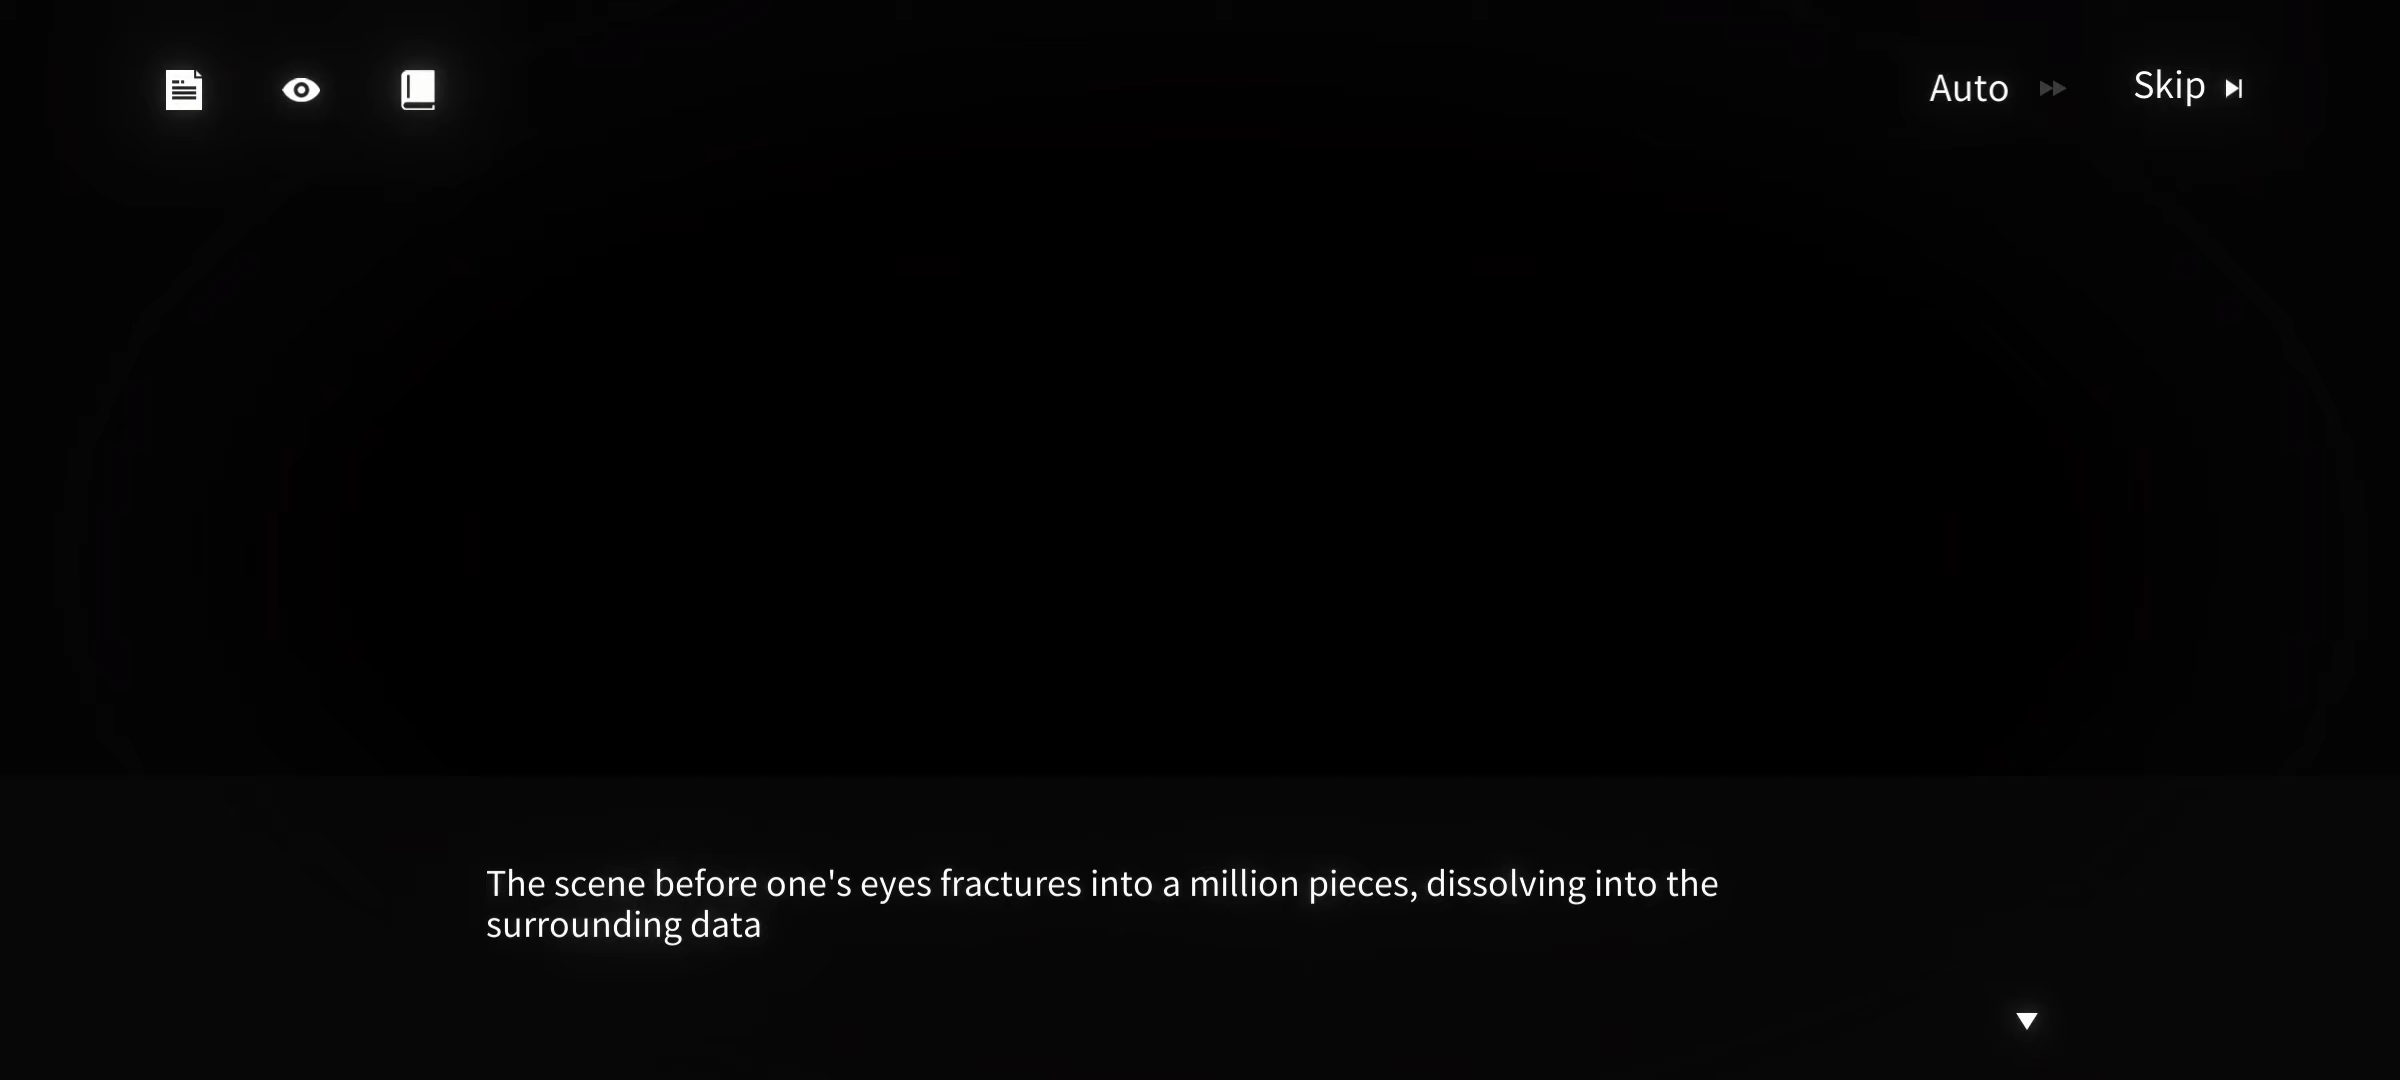 Auto
Skip
The scene before one's eyes fractures into a million pieces, dissolving into the
surrounding data